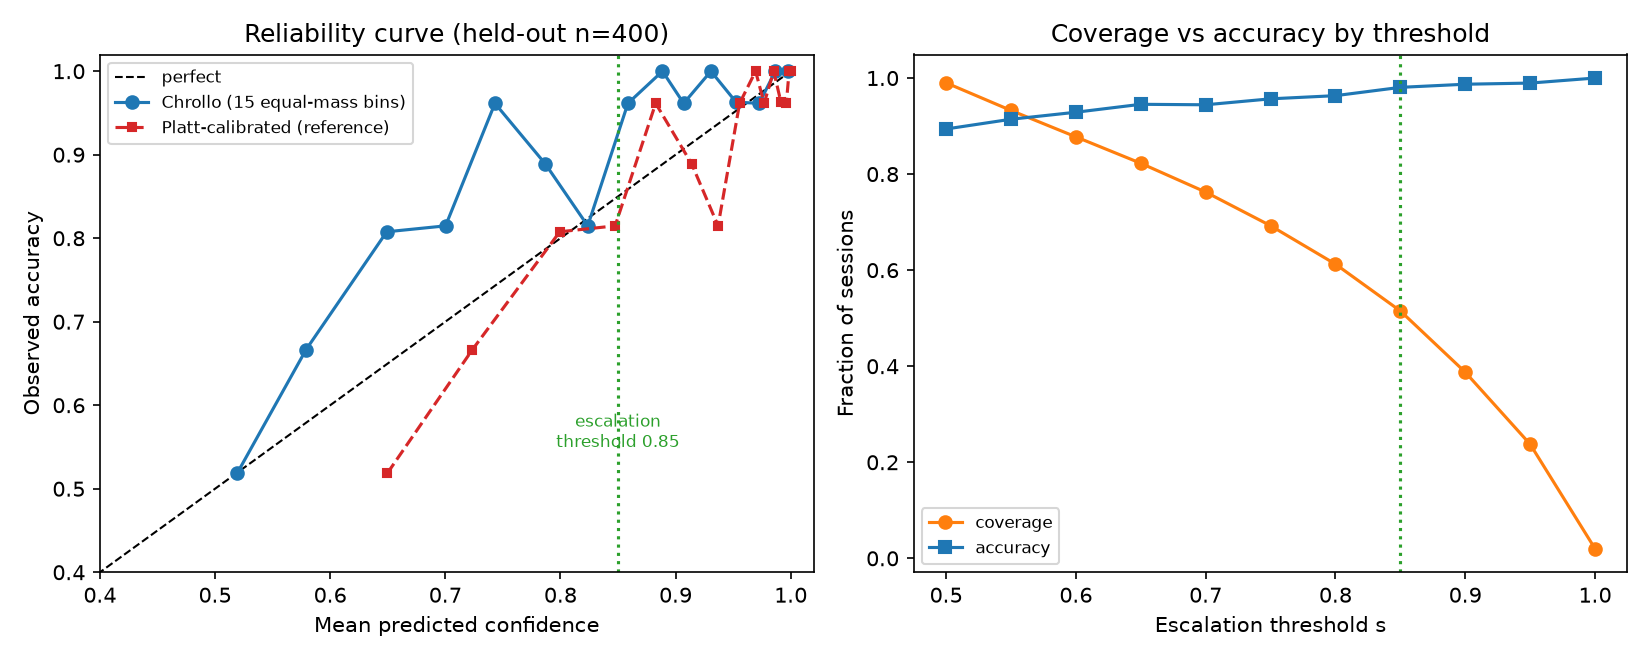 Reliability curve (held-out n=400)
perfect
Chrollo (15 equal-mass bins)
Platt-calibrated (reference)
escalation
threshold 0.85
Observed accuracy
1.0
0.9
0.8
0.7
0.6
0.5
0.4
0.4 0.5 0.6 0.7 0.8 0.9 1.0
Mean predicted confidence
Coverage vs accuracy by threshold
Fraction of sessions
1.0
0.8
0.6
0.4
0.2
0.0
coverage
accuracy
0.5 0.6 0.7 0.8 0.9 1.0
Escalation threshold s